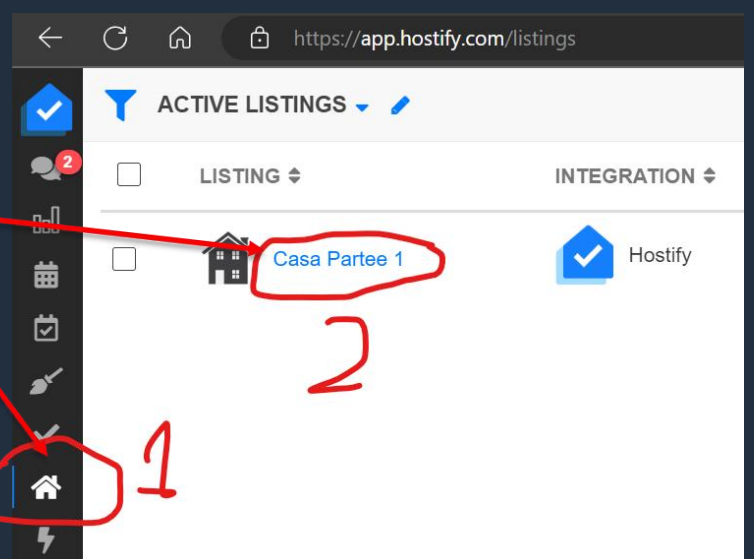 https://app.hostify.com/listings
ACTIVE LISTINGS
2
LISTING
INTEGRATION
Casa Partee 1
Hostify
2
1